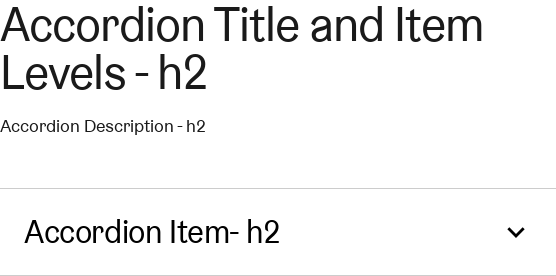 Accordion Title and Item
Levels - h2
Accordion Description - h2
Accordion Item- h2